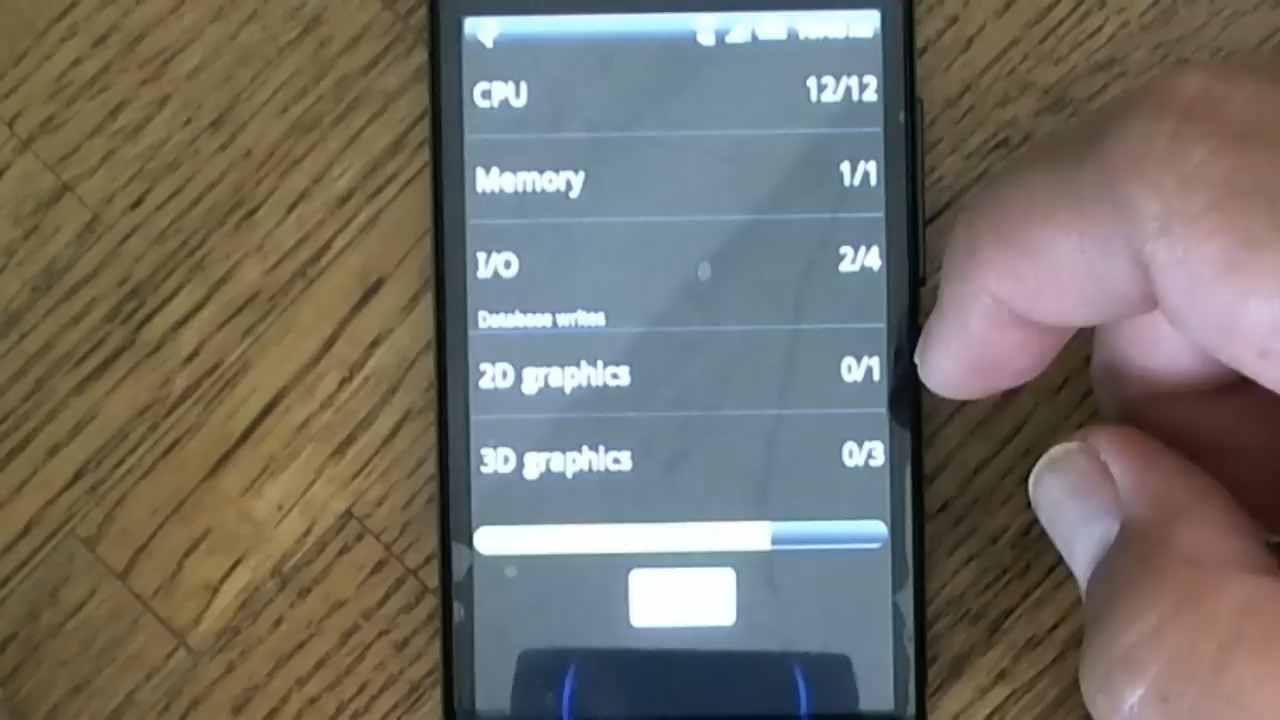 CPU 12/12
Memory 1/1
I/O 2/4
Database writes
2D graphics 0/1
3D graphics 0/3